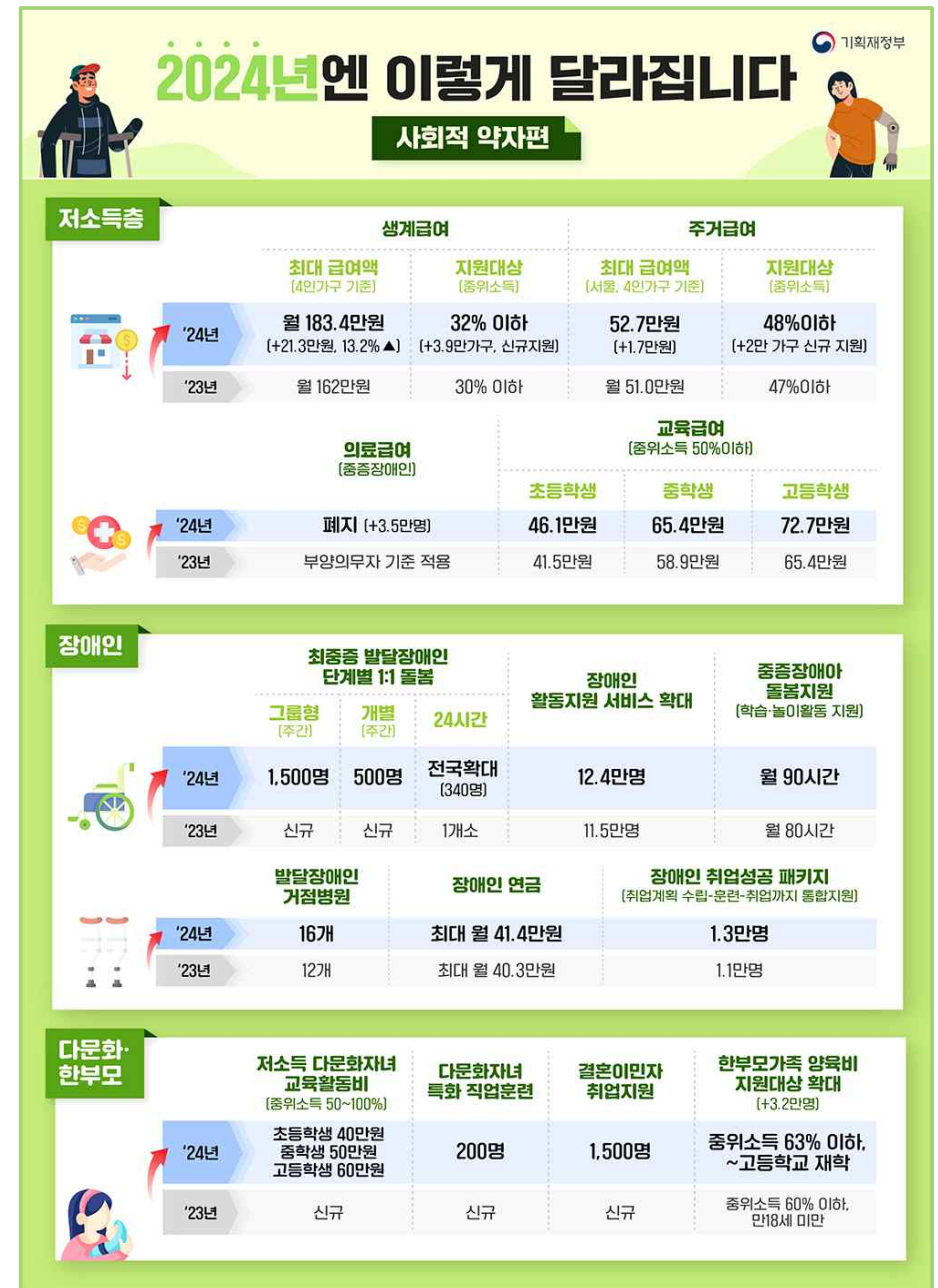 기획재정부
2024년엔 이렇게 달라집니다
사회적 약자편
저소득층
생계급여 주거급여
최대 급여액 지원대상 최대 급여액 지원대상
(4인가구 기준) (중위소득) (서울, 4인가구 기준) (중위소득)
'24년 월 183.4만원 32% 이하 52.7만원 48%이하
(+21.3만원, 13.2%▲) (+3.9만가구, 신규지원) (+1.7만원) (+2만 가구 신규 지원)
'23년 월 162만원 30% 이하 월 51.0만원 47%이하
의료급여 교육급여
(중증장애인) (중위소득 50%이하)
초등학생 중학생 고등학생
'24년 폐지 (+3.5만명) 46.1만원 65.4만원 72.7만원
'23년 부양의무자 기준 적용 41.5만원 58.9만원 65.4만원
장애인
최중증 발달장애인
단계별 1:1 돌봄
장애인
활동지원 서비스 확대
중증장애아
돌봄지원
(학습·놀이활동 지원)
그룹형 개별 24시간
(주간) (주간)
'24년 1,500명 500명 전국확대 12.4만명 월 90시간
(340명)
'23년 신규 신규 1개소 11.5만명 월 80시간
발달장애인
거점병원
장애인 연금
장애인 취업성공 패키지
(취업계획 수립-훈련-취업까지 통합지원)
'24년 16개 최대 월 41.4만원 1.3만명
'23년 12개 최대 월 40.3만원 1.1만명
다문화·
한부모
저소득 다문화자녀
교육활동비
(중위소득 50~100%)
다문화자녀
특화 직업훈련
결혼이민자
취업지원
한부모가족 양육비
지원대상 확대
(+3.2만명)
'24년
초등학생 40만원
중학생 50만원
고등학생 60만원
200명
1,500명
중위소득 63% 이하,
~고등학교 재학
'23년 신규 신규 신규
중위소득 60% 이하,
만18세 미만